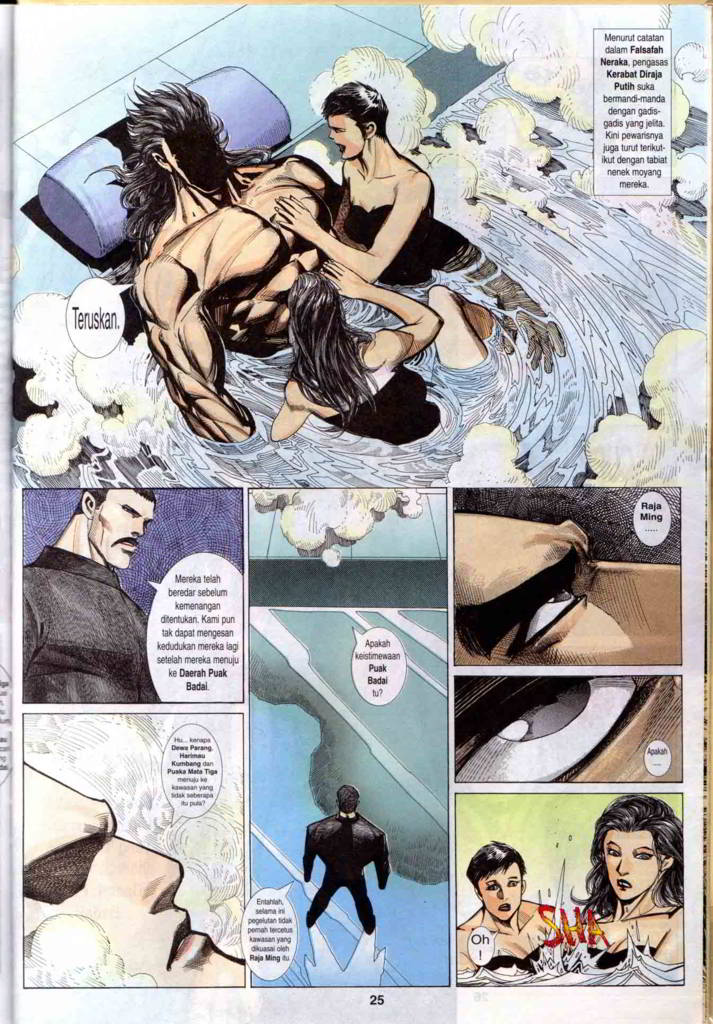 Menurut catatan
dalam Falsafah
Neraka, pengasas
Kerabat Diraja
Putih suka
bermandi-manda
dengan gadis-
gadis yang jelita.
Kini pewarisnya
juga turut terikut-
ikut dengan tabiat
nenek moyang
mereka.
Teruskan.
Mereka telah
beredar sebelum
kemenangan
ditentukan. Kami pun
tak dapat mengesan
kedudukan mereka lagi
setelah mereka menuju
ke Daerah Puak
Badai.
Hu... kenapa
Dewa Parang,
Harimau
Kumbang dan
Pusaka Mata Tiga
menuju ke
kawasan yang
tidak seberapa
itu pula?
Apakah
keistimewaan
Puak
Badai
tu?
Entahlah,
selama ini
pegelutan tidak
pernah tercetus
kawasan yang
dikuasai oleh
Raja Ming itu.
Raja
Ming
.....
Apakah
....
SHA
Oh
!
25